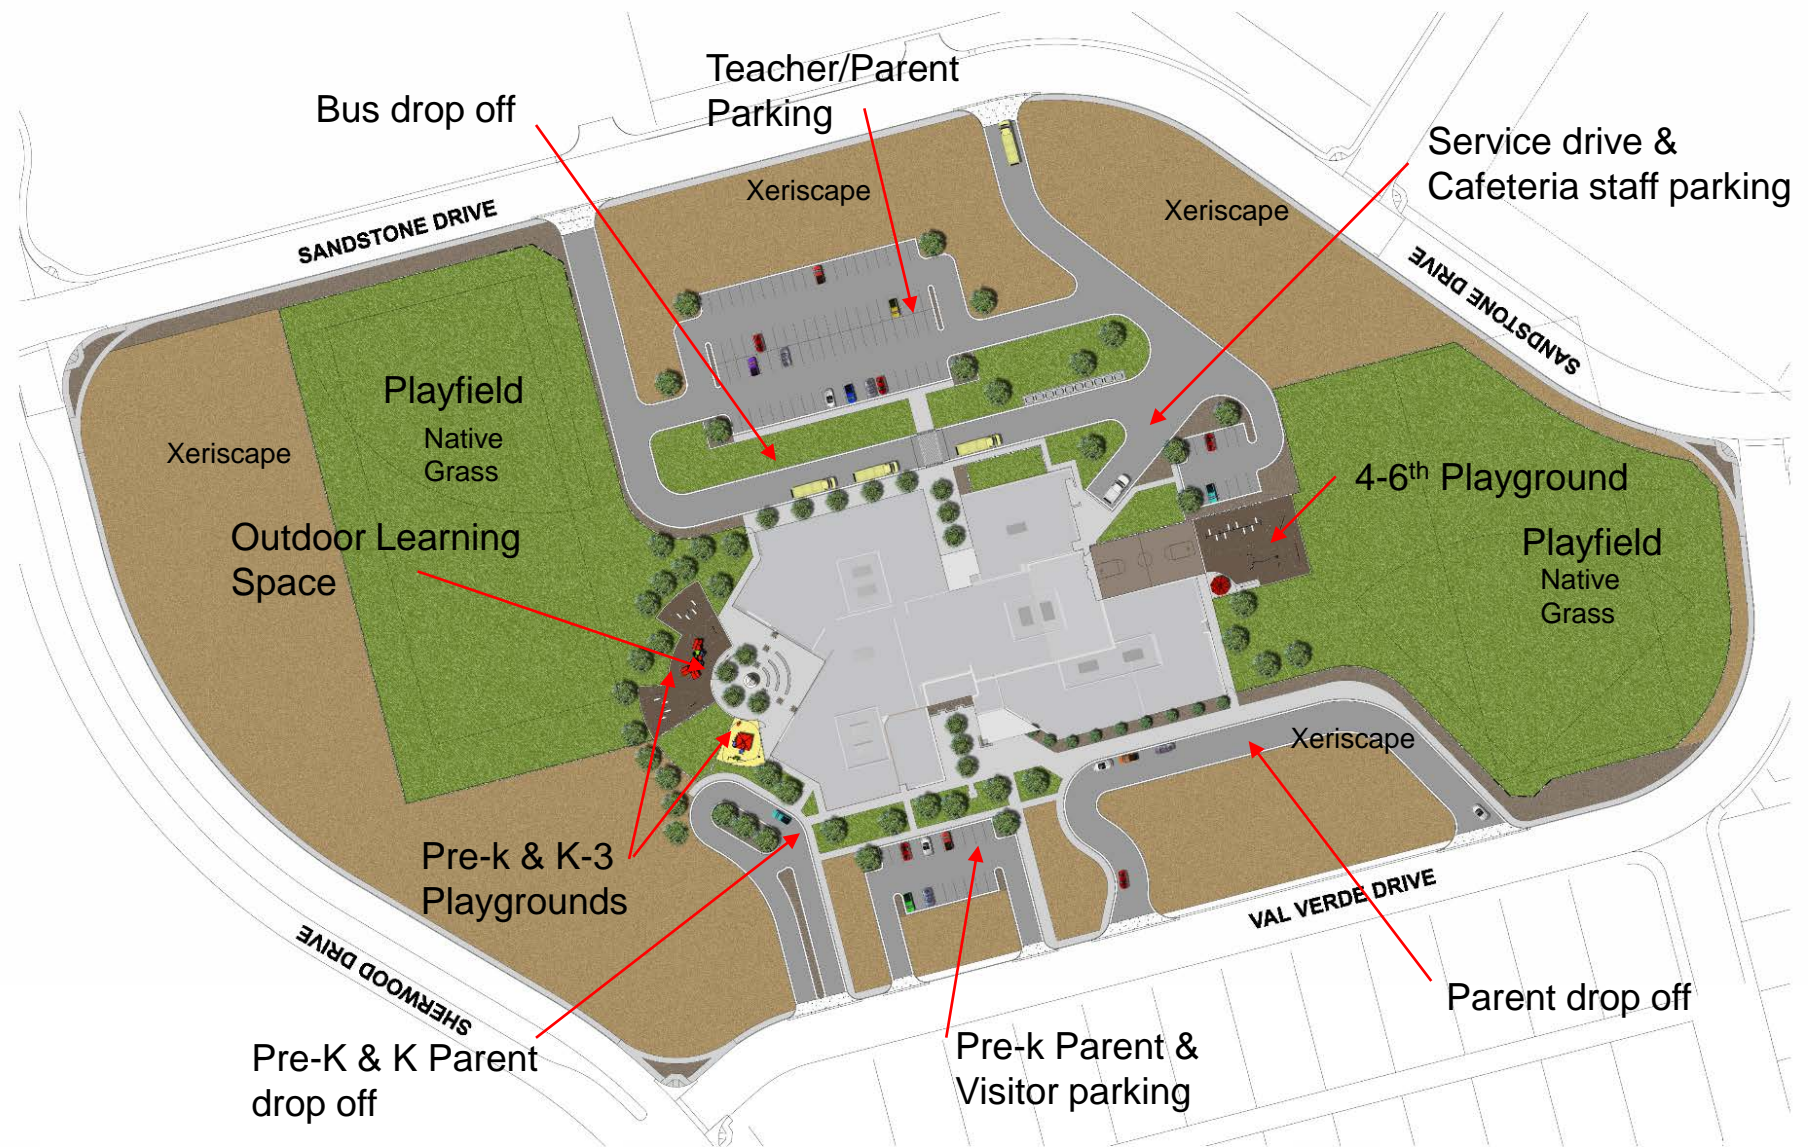 Teacher/Parent
Parking
Bus drop off
Service drive &
Cafeteria staff parking
Xeriscape
Xeriscape
SANDSTONE DRIVE
SANDSTONE DRIVE
Playfield
Native
Grass
Xeriscape
4-6th Playground
Outdoor Learning
Space
Playfield
Native
Grass
Xeriscape
Pre-k & K-3
Playgrounds
VAL VERDE DRIVE
SHERWOOD DRIVE
Parent drop off
Pre-K & K Parent
drop off
Pre-k Parent &
Visitor parking